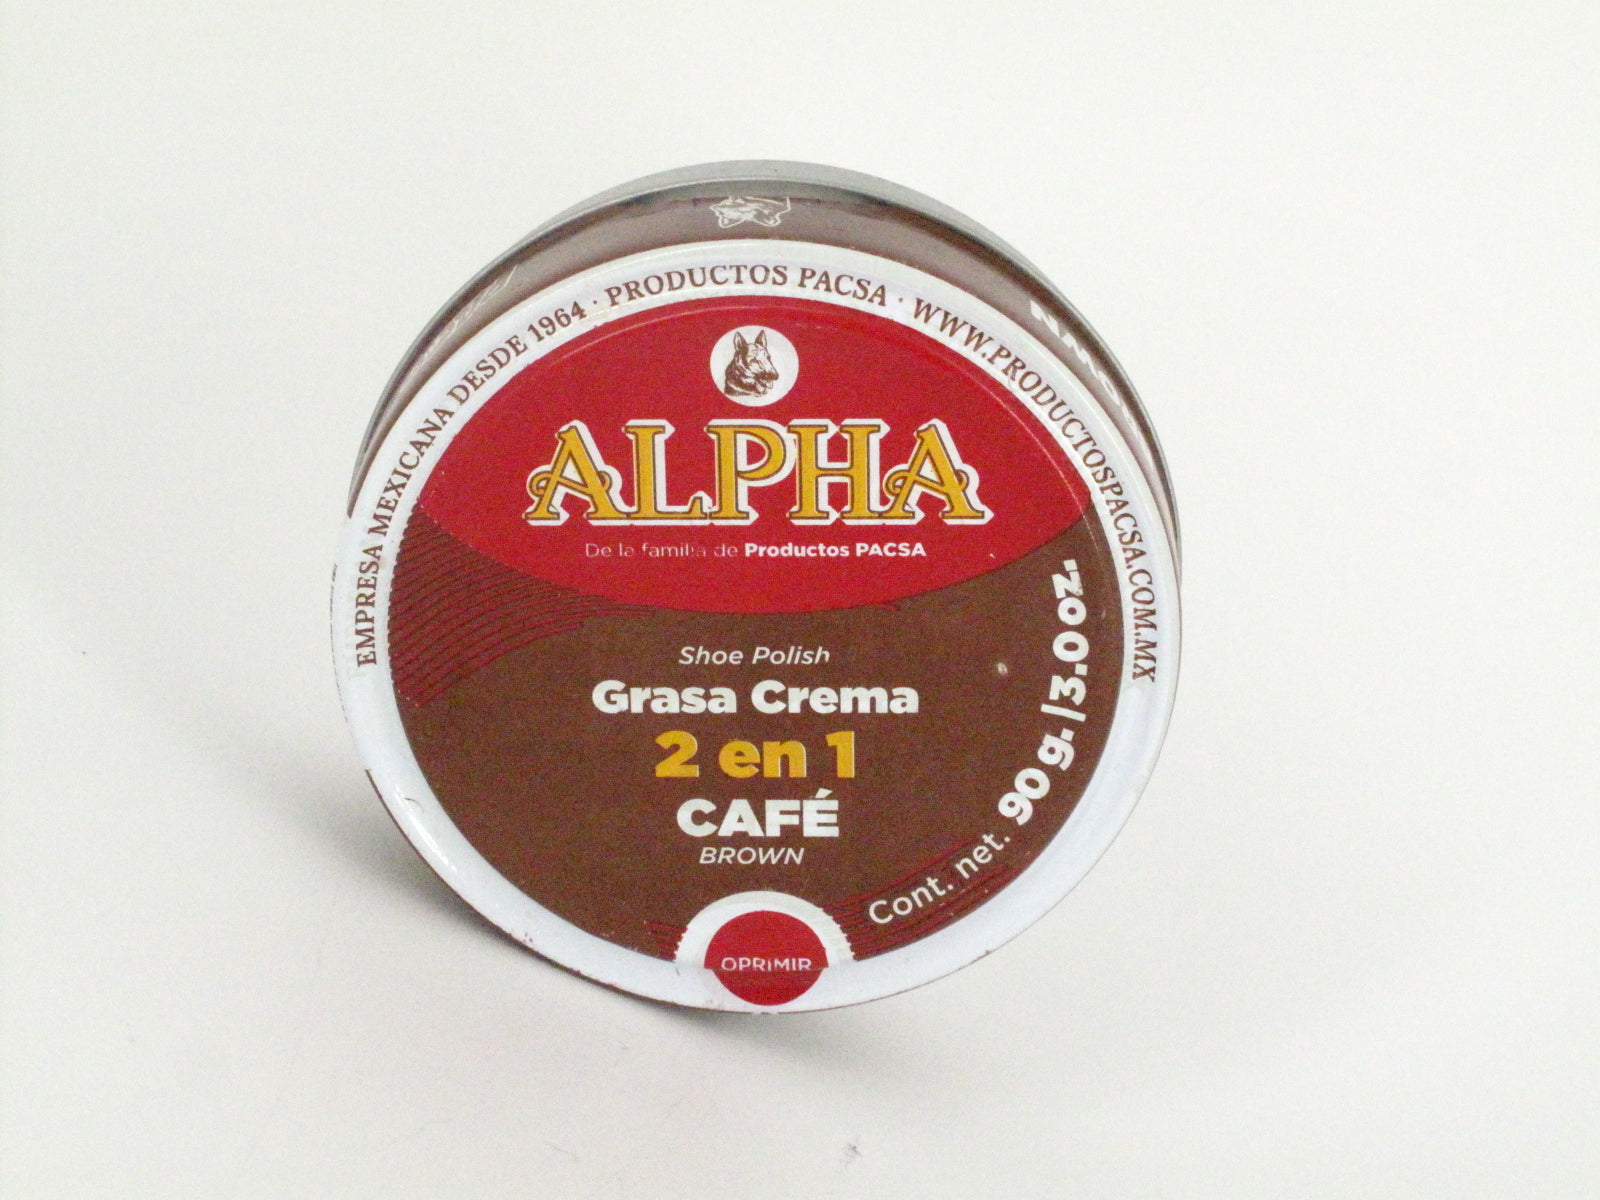 EMPRESA MEXICANA DESDE 1964 · PRODUCTOS PACSA · WWW.PRODUCTOSPACSA.COM.MX
ALPHA
De la familia de Productos PACSA
Shoe Polish
Grasa Crema
2 en 1
CAFÉ
BROWN
Cont. net. 90 g. / 3.0 oz.
OPRIMIR